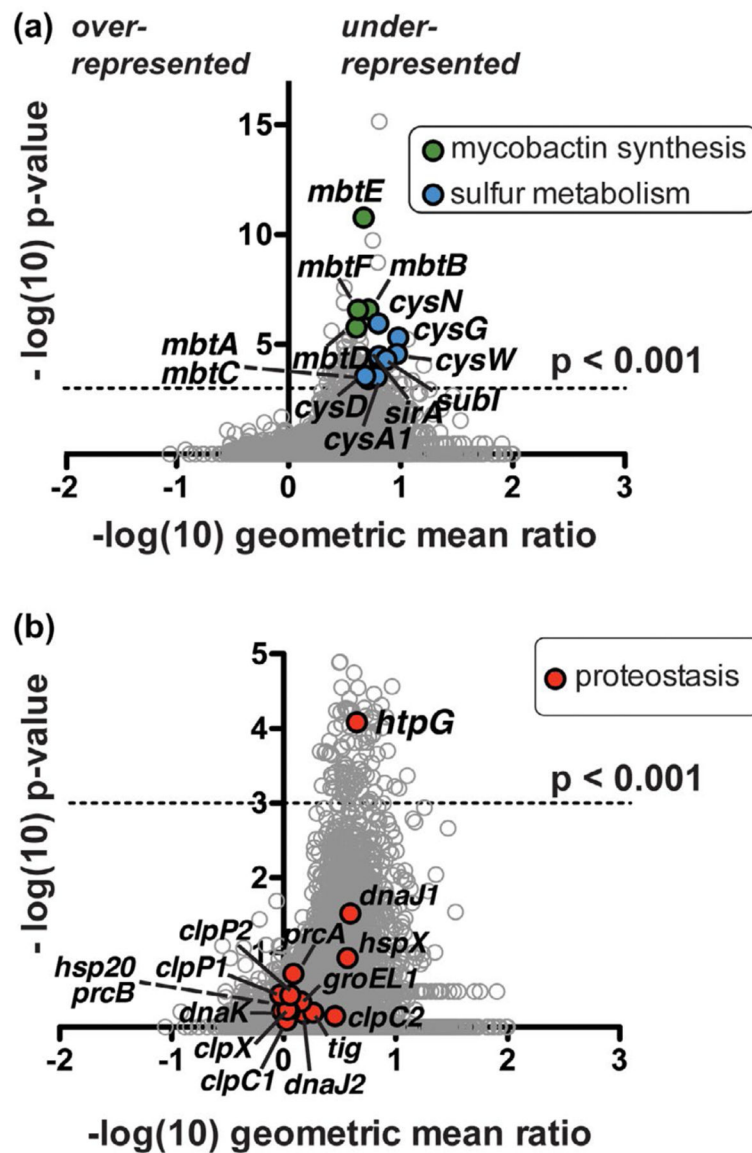 (a) over- under-
represented represented
15
mycobactin synthesis
mbtE
sulfur metabolism
10
mbtF mbtB
cysN
cysG
5
mbtA mbtD cysW p < 0.001
mbtC
cysD sirA subI
cysA1
-log(10) p-value
-2 -1 0 1 2 3
-log(10) geometric mean ratio
(b)
5
proteostasis
4 htpG
p < 0.001
3
2
dnaJ1
clpP2 prcA
hspX
hsp20 clpP1 groEL1
prcB
dnaK clpC2
clpX tig
clpC1 dnaJ2
-log(10) p-value
-2 -1 0 1 2 3
-log(10) geometric mean ratio